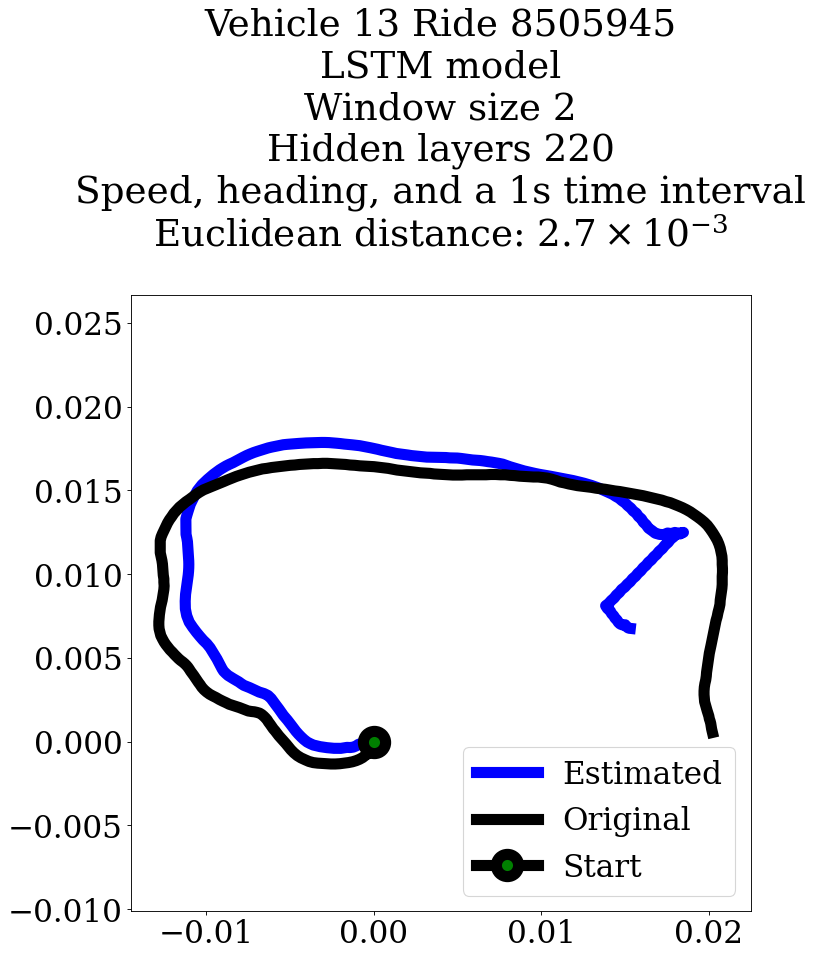 Vehicle 13 Ride 8505945
LSTM model
Window size 2
Hidden layers 220
Speed, heading, and a 1s time interval
Euclidean distance: 2.7 × 10⁻³
0.025
0.020
0.015
0.010
0.005
0.000
−0.005
−0.010
−0.01 0.00 0.01 0.02
Estimated
Original
Start